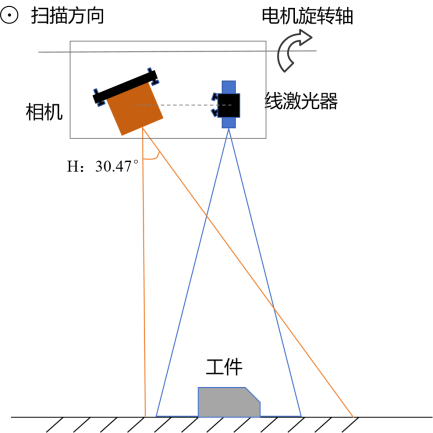 扫描方向
电机旋转轴
相机
线激光器
H：30.47°
工件